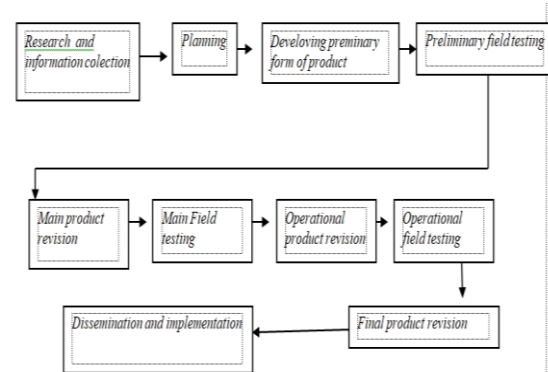 Research and
information colection
Planning
Develoving preminary
form of product
Preliminary field testing
Main product
revision
Main Field
testing
Operational
product revision
Operational
field testing
Dissemination and implementation
Final product revision